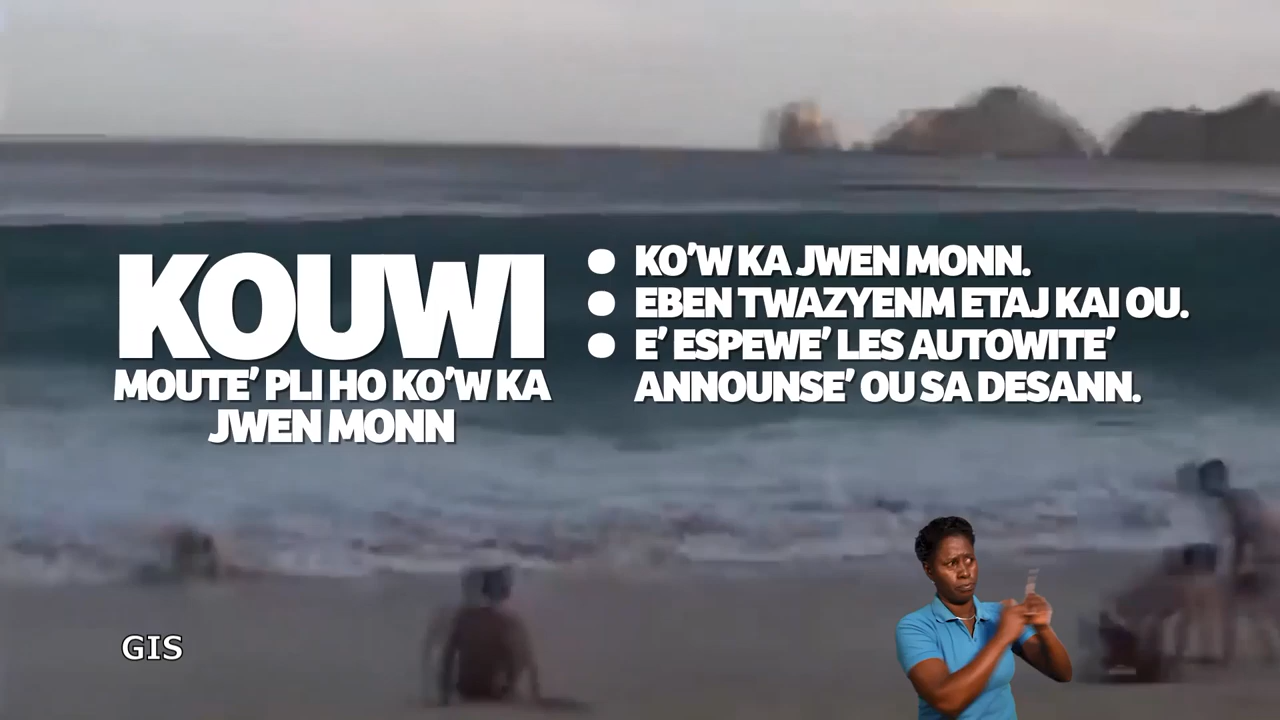 KOUWI
MOUTE' PLI HO KO'W KA
JWEN MONN
• KO'W KA JWEN MONN.
• EBEN TWAZYENM ETAJ KAI OU.
• E' ESPEWE' LES AUTOWITE'
ANNOUNSE' OU SA DESANN.
GIS